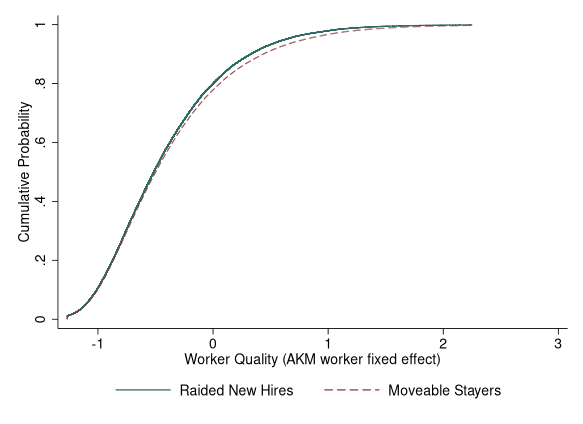 Cumulative Probability
1
.8
.6
.4
.2
0
-1 0 1 2 3
Worker Quality (AKM worker fixed effect)
Raided New Hires Moveable Stayers